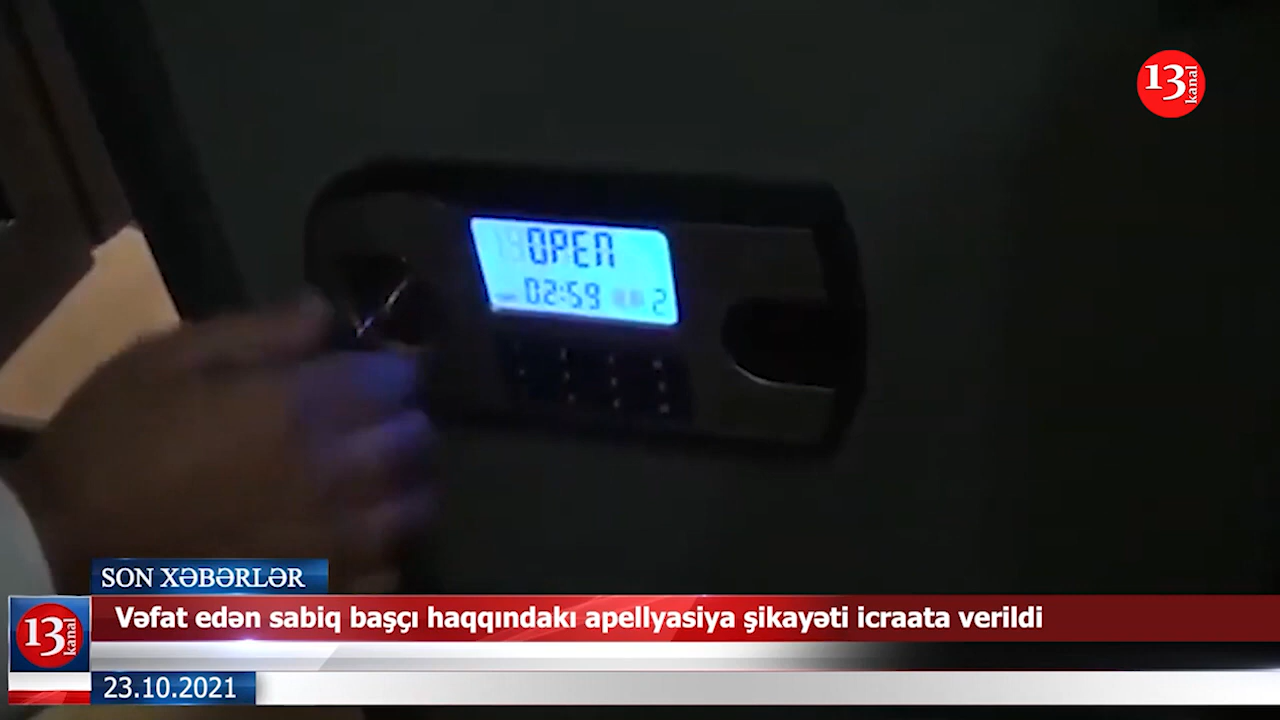 13 kanal
OPEN
02:59 2
SON XƏBƏRLƏR
Vəfat edən sabiq başçı haqqındakı apellyasiya şikayəti icraata verildi
13 kanal
23.10.2021